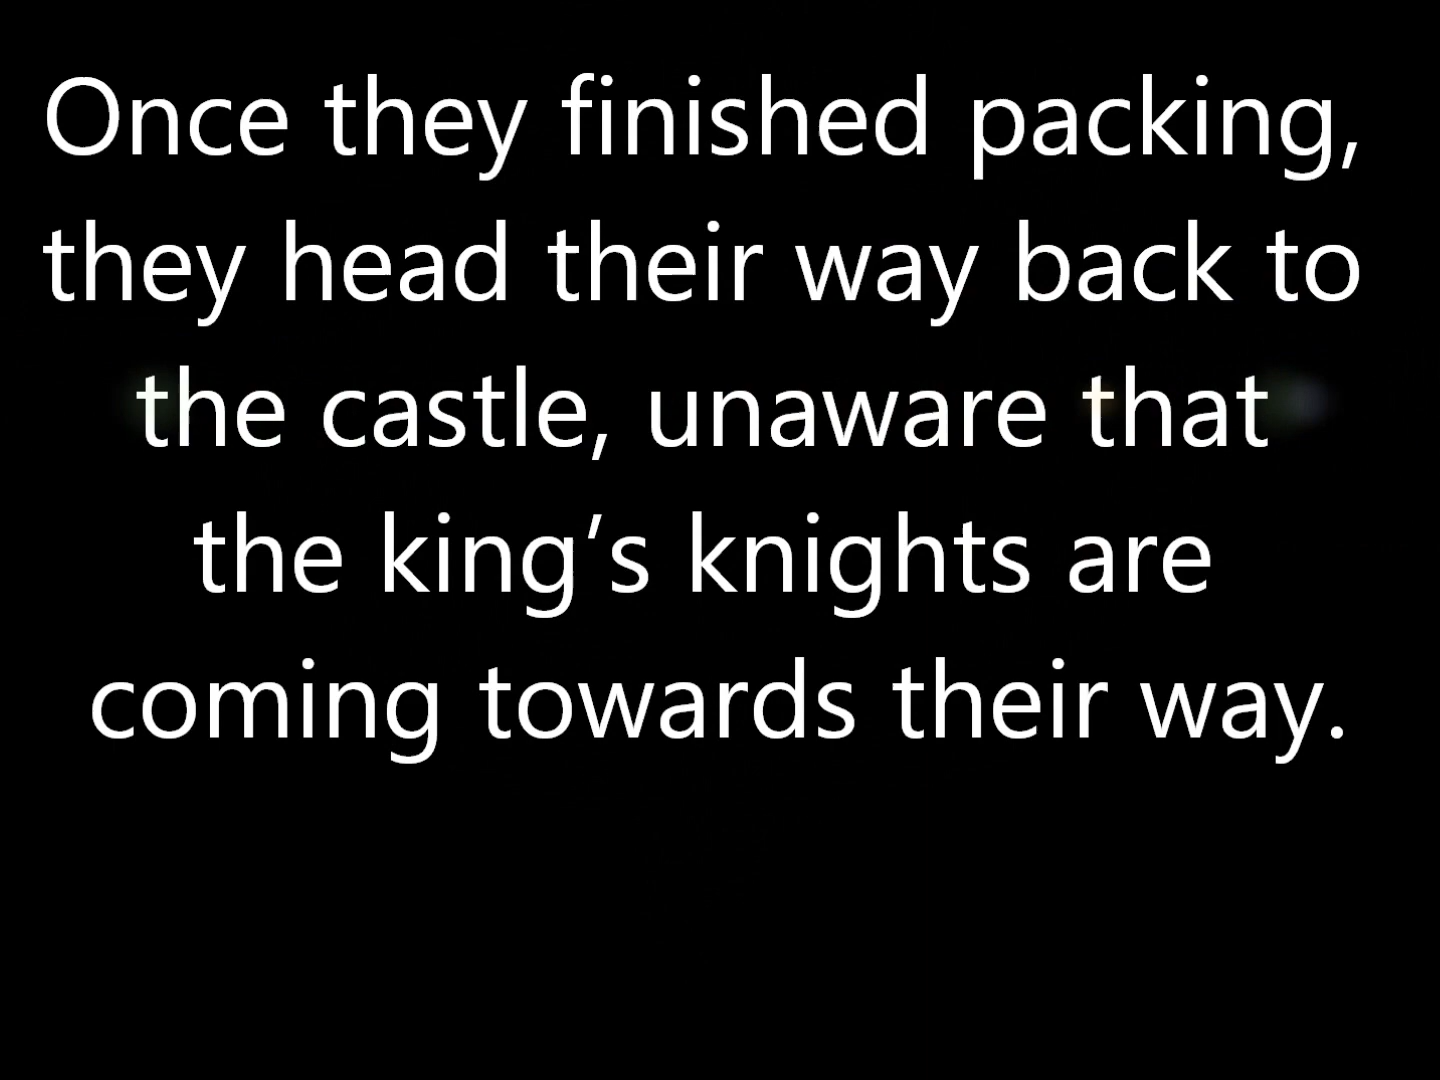 Once they finished packing,
they head their way back to
the castle, unaware that
the king’s knights are
coming towards their way.